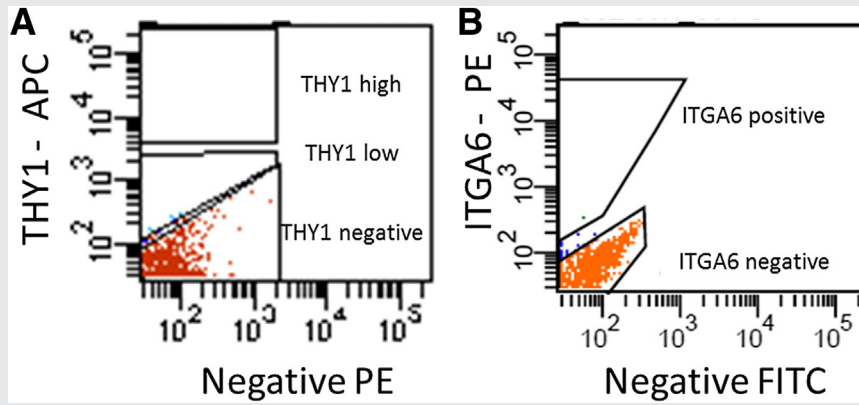 A
THY1 - APC
10^5
10^4
10^3
10^2
THY1 high
THY1 low
THY1 negative
10^2 10^3 10^4 10^5
Negative PE
B
ITGA6 - PE
10^5
10^4
10^3
10^2
ITGA6 positive
ITGA6 negative
10^2 10^3 10^4 10^5
Negative FITC